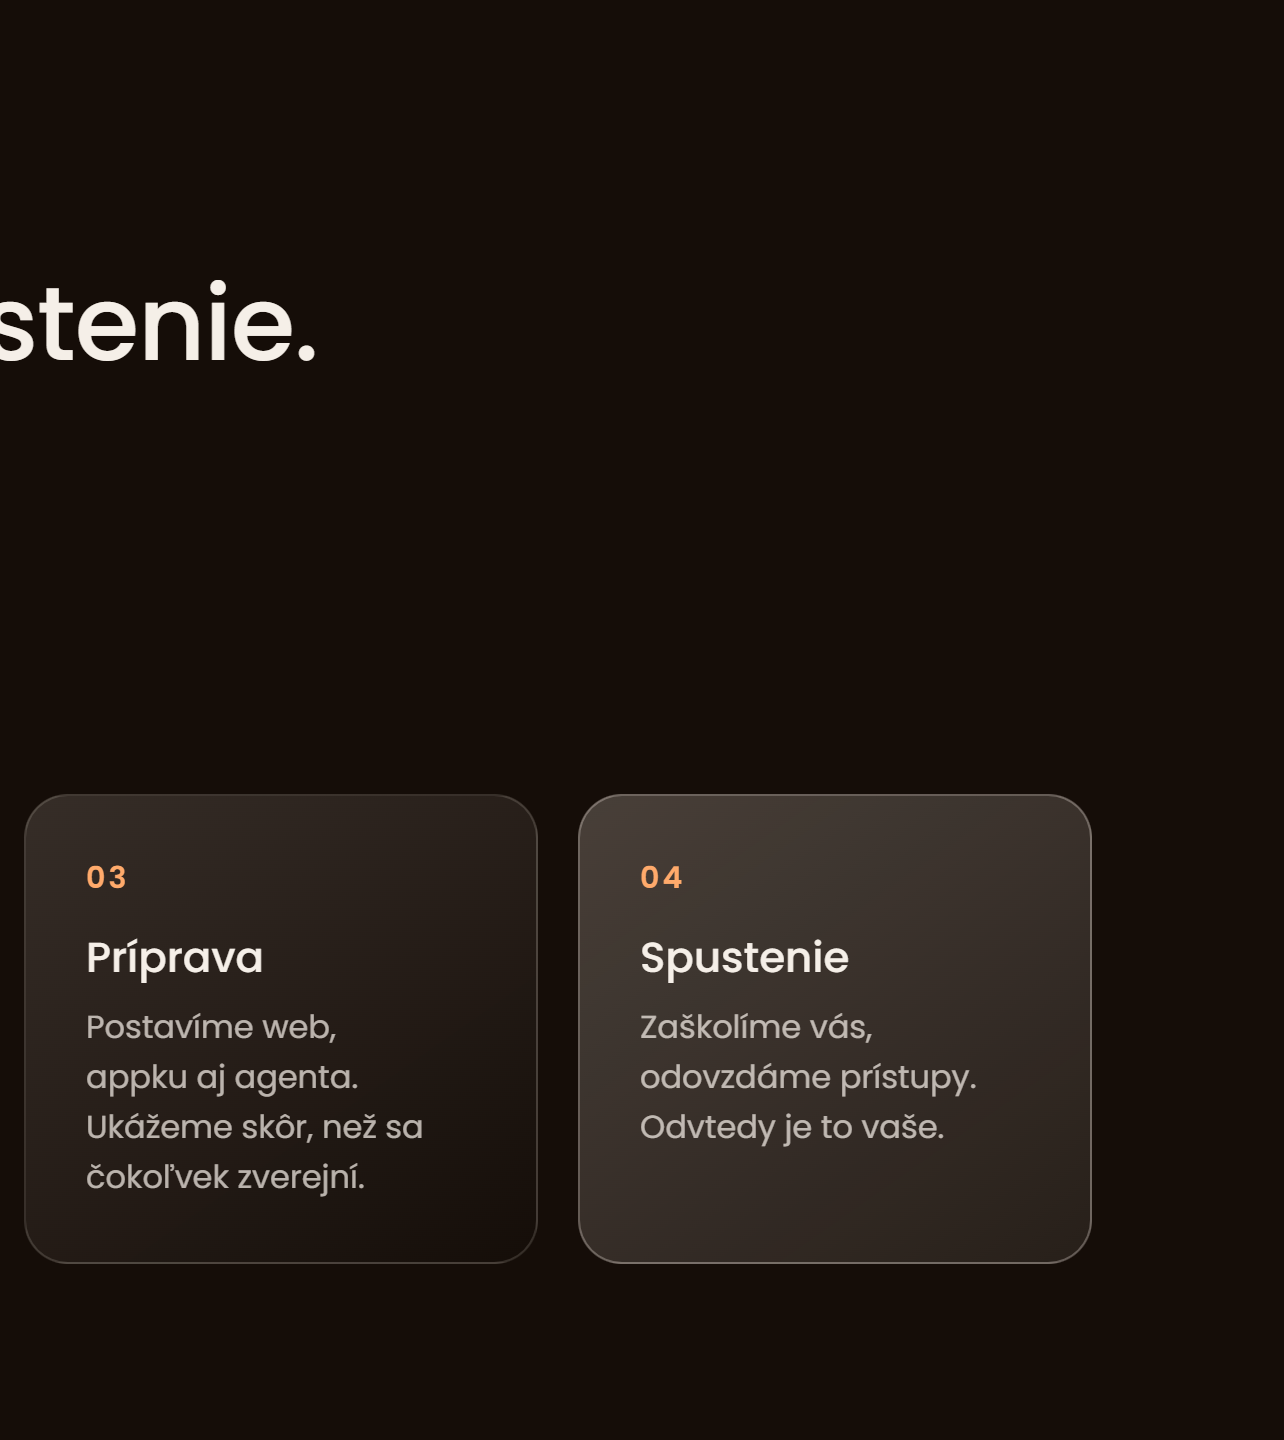 stenie.
03
Príprava
Postavíme web,
appku aj agenta.
Ukážeme skôr, než sa
čokoľvek zverejní.
04
Spustenie
Zaškolíme vás,
odovzdáme prístupy.
Odvtedy je to vaše.